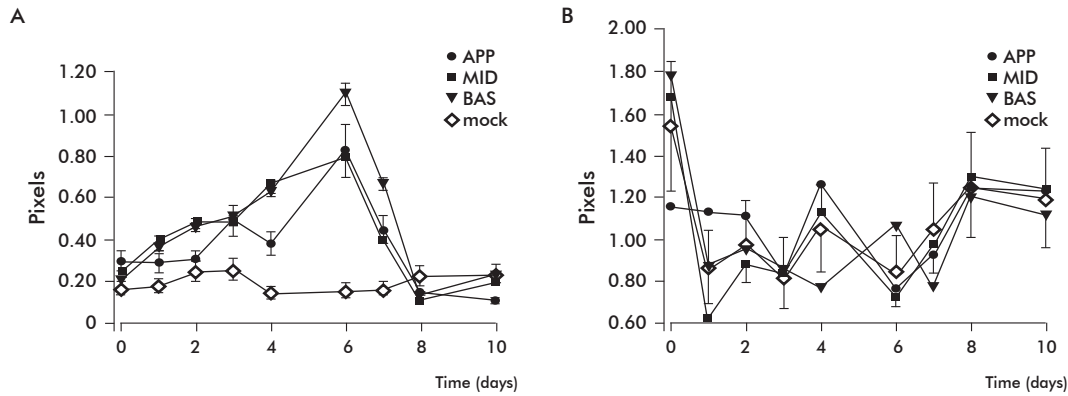 A
APP
MID
BAS
mock
1.20
1.00
0.80
0.60
0.40
0.20
0
Pixels
0 2 4 6 8 10
Time (days)
B
APP
MID
BAS
mock
2.00
1.80
1.60
1.40
1.20
1.00
0.80
0.60
Pixels
0 2 4 6 8 10
Time (days)